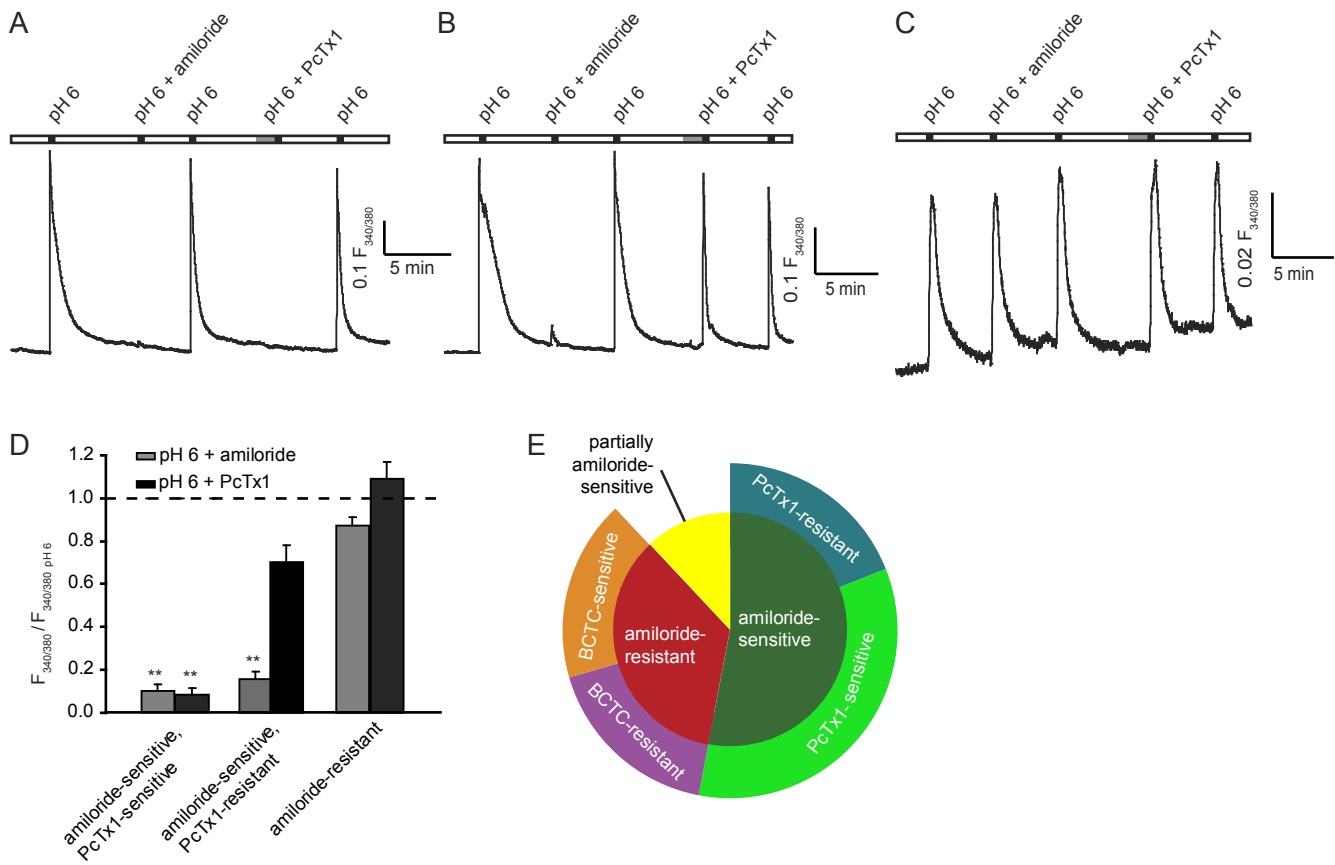 A
pH 6
pH 6 + amiloride
pH 6
pH 6 + PcTx1
pH 6
0.1 F340/380
5 min
B
pH 6
pH 6 + amiloride
pH 6
pH 6 + PcTx1
pH 6
0.1 F340/380
5 min
C
pH 6
pH 6 + amiloride
pH 6
pH 6 + PcTx1
pH 6
0.02 F340/380
5 min
D
F340/380 / F340/380 pH 6
1.2
1.0
0.8
0.6
0.4
0.2
0.0
pH 6 + amiloride
pH 6 + PcTx1
**
**
**
amiloride-sensitive,
PcTx1-sensitive
amiloride-sensitive,
PcTx1-resistant
amiloride-resistant
E
partially
amiloride-
sensitive
PcTx1-resistant
BCTC-sensitive
amiloride-
resistant
amiloride-
sensitive
BCTC-resistant
PcTx1-sensitive